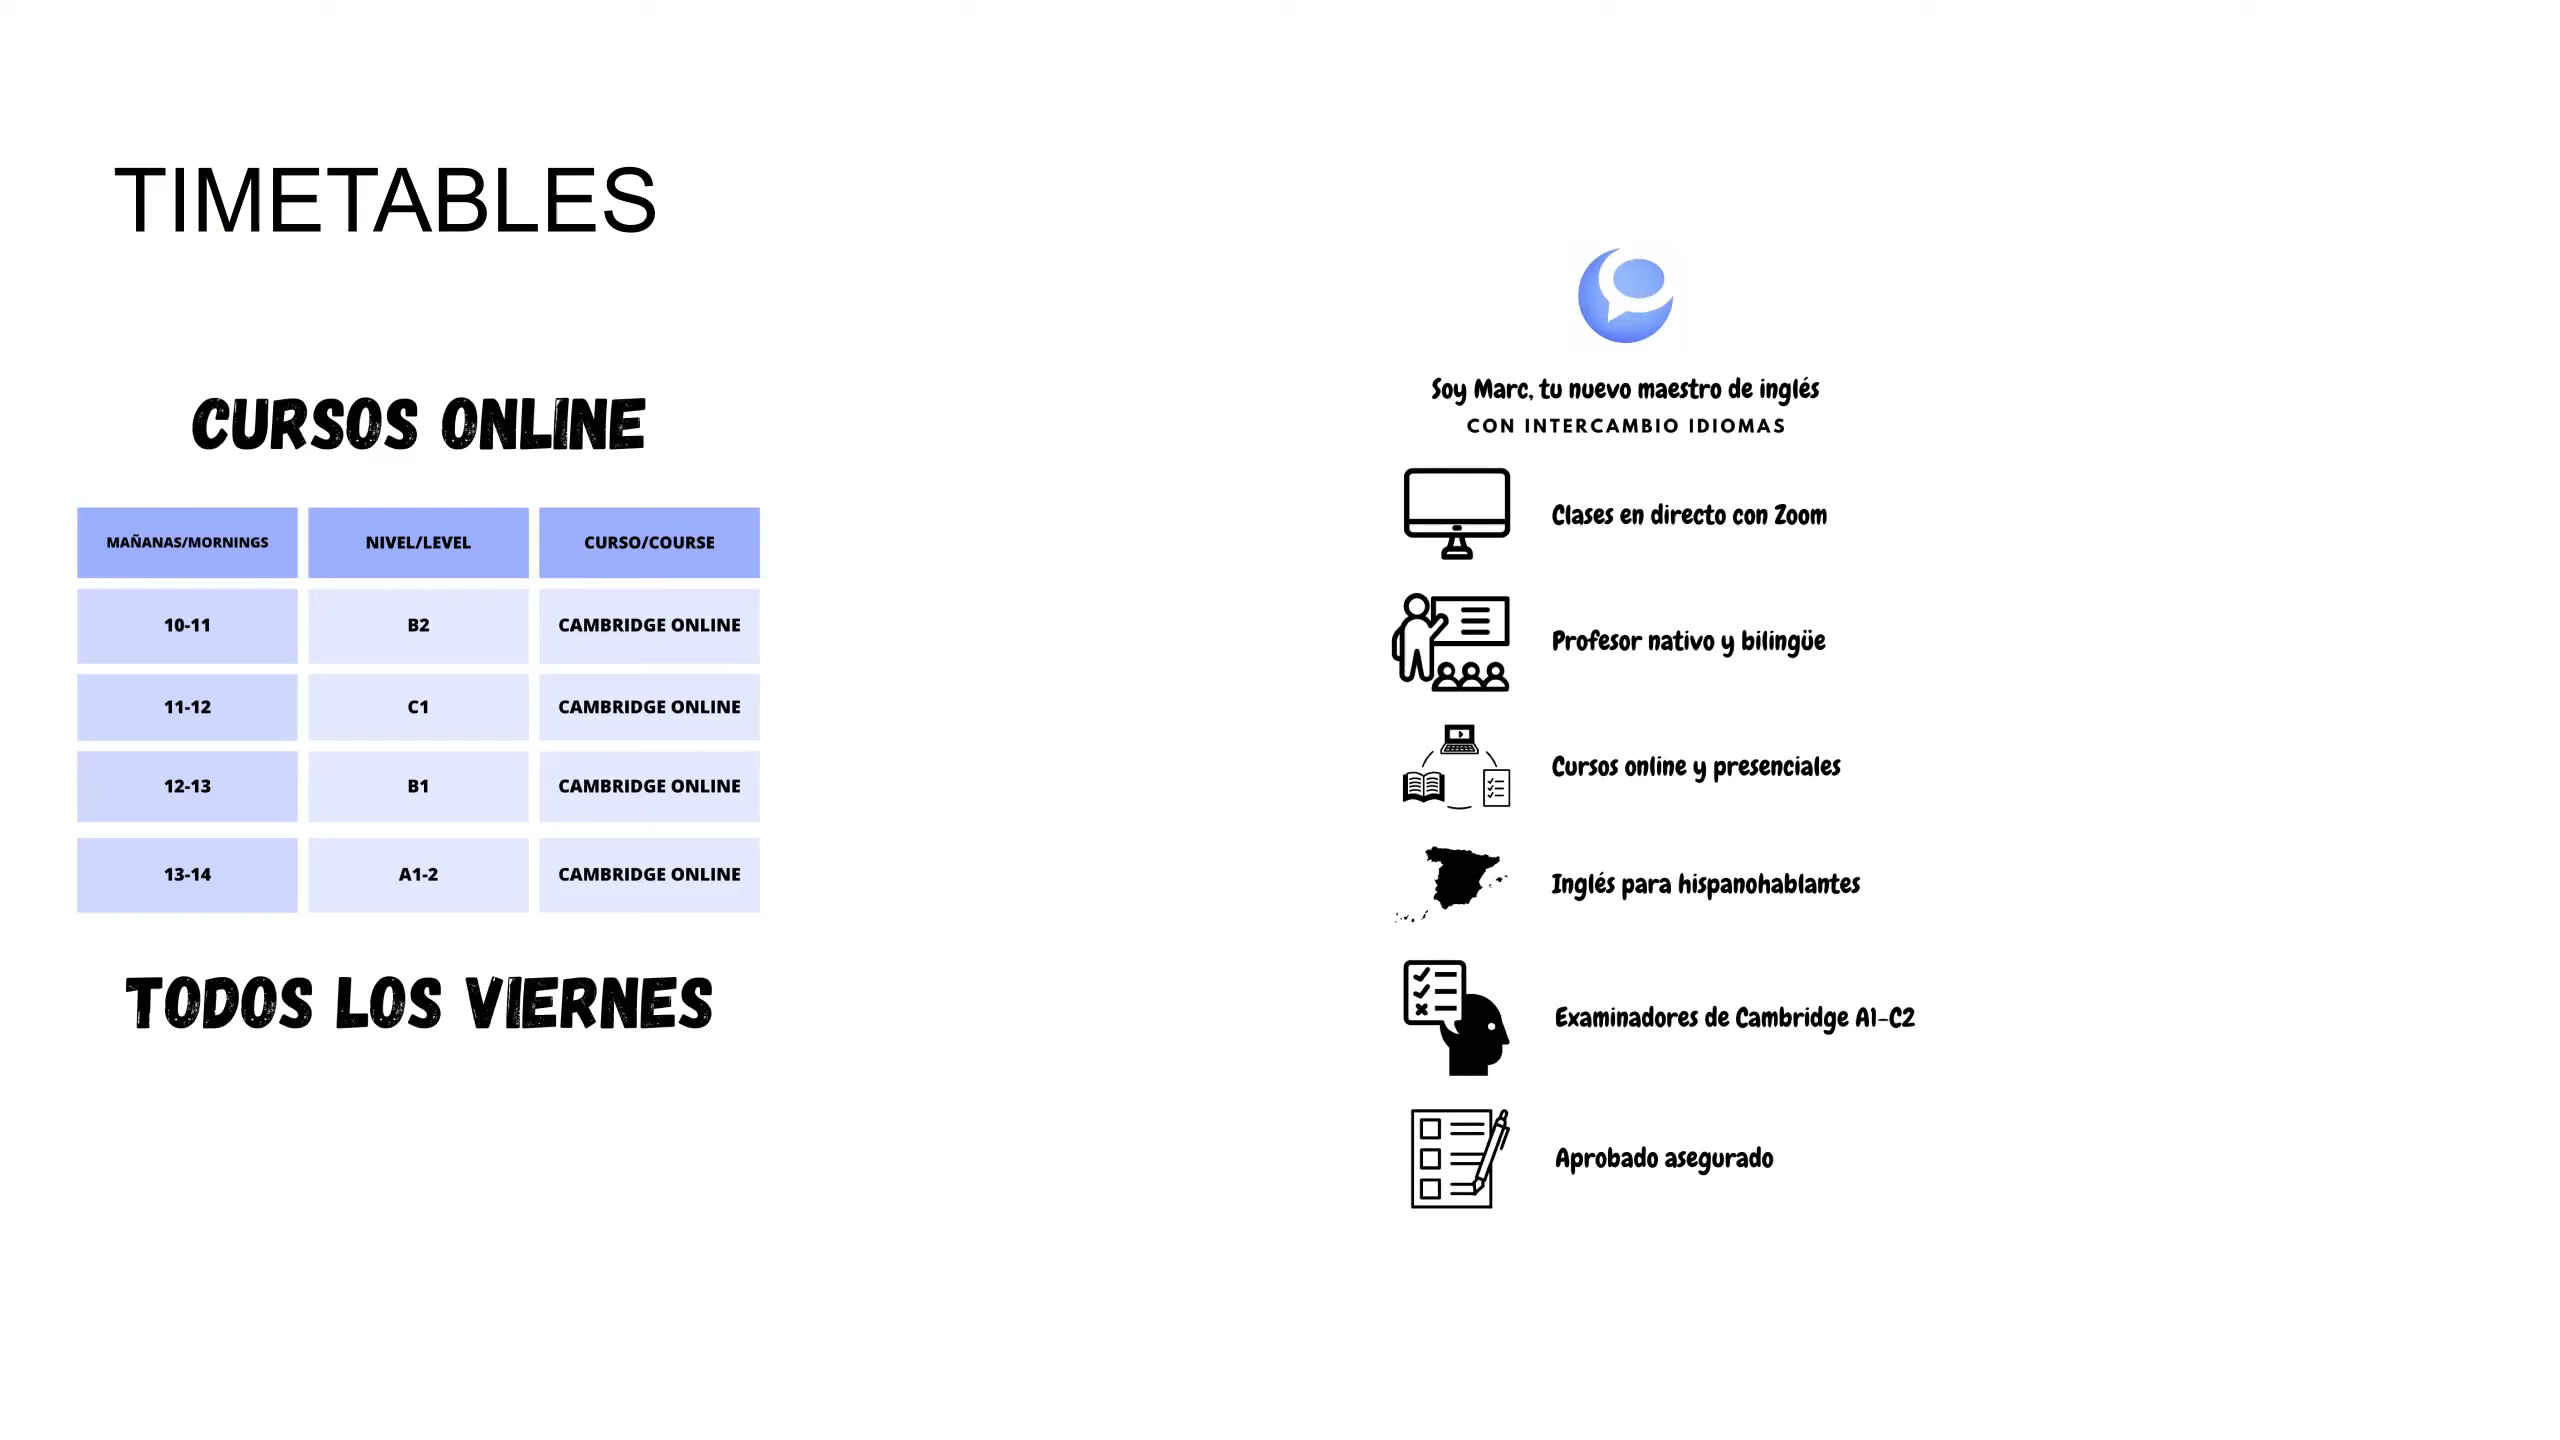 TIMETABLES
CURSOS ONLINE
MAÑANAS/MORNINGS NIVEL/LEVEL CURSO/COURSE
10-11 B2 CAMBRIDGE ONLINE
11-12 C1 CAMBRIDGE ONLINE
12-13 B1 CAMBRIDGE ONLINE
13-14 A1-2 CAMBRIDGE ONLINE
TODOS LOS VIERNES
Soy Marc, tu nuevo maestro de inglés
CON INTERCAMBIO IDIOMAS
Clases en directo con Zoom
Profesor nativo y bilingüe
Cursos online y presenciales
Inglés para hispanohablantes
Examinadores de Cambridge A1-C2
Aprobado asegurado